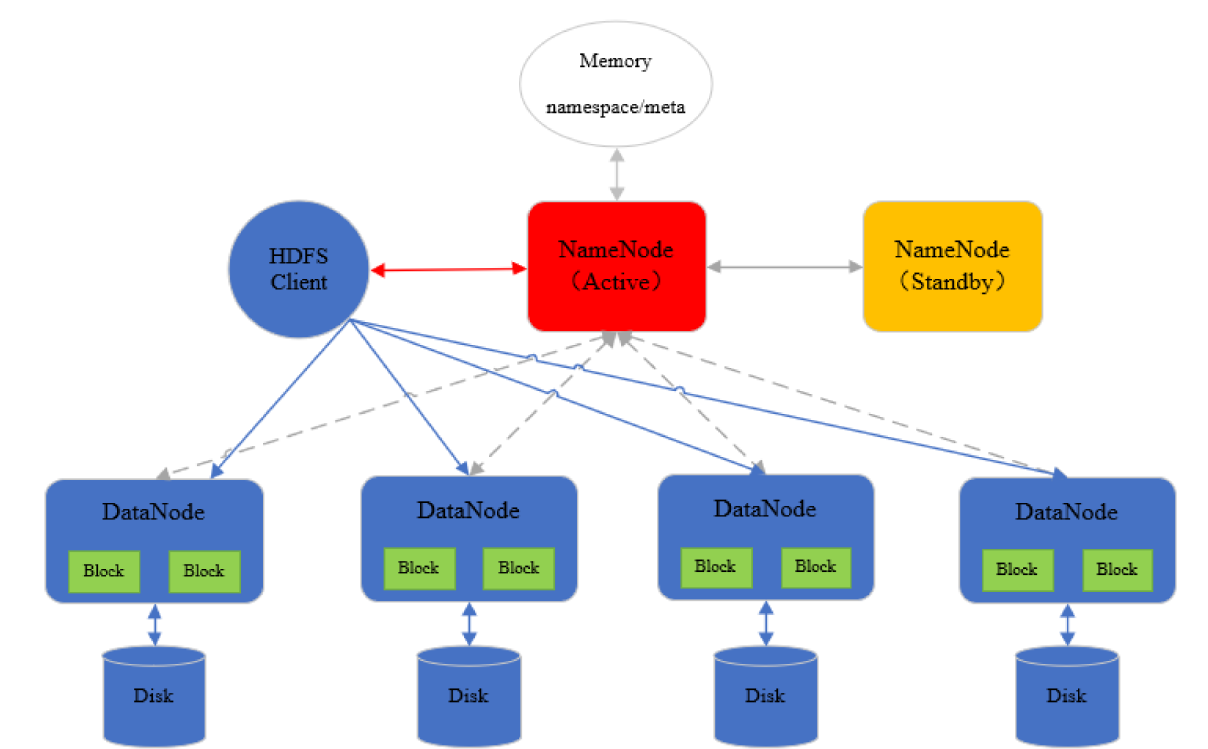 Memory
namespace/meta
HDFS
Client
NameNode
（Active）
NameNode
（Standby）
DataNode
Block Block
DataNode
Block Block
DataNode
Block Block
DataNode
Block Block
Disk
Disk
Disk
Disk